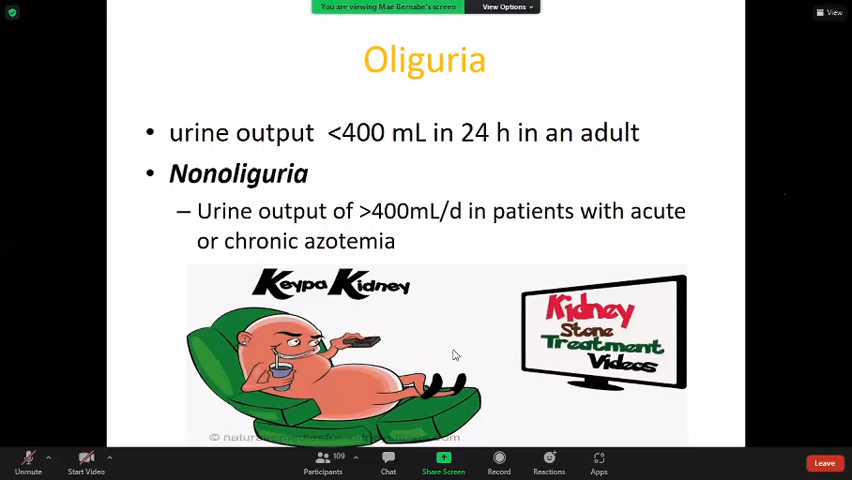 You are viewing Mae Bernabe's screen
View Options
View
Oliguria
• urine output <400 mL in 24 h in an adult
• Nonoliguria
– Urine output of >400mL/d in patients with acute
or chronic azotemia
Keypa Kidney
Kidney
Stone
Treatment
Videos
Unmute
Start Video
Participants
109
Chat
Share Screen
Record
Reactions
Apps
Leave